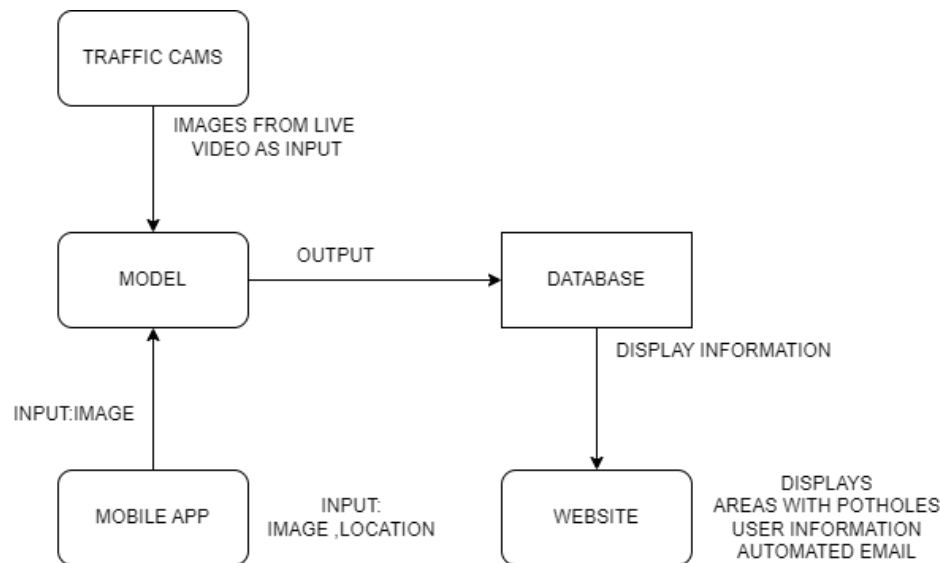 TRAFFIC CAMS
IMAGES FROM LIVE
VIDEO AS INPUT
MODEL
OUTPUT
DATABASE
DISPLAY INFORMATION
INPUT:IMAGE
MOBILE APP
INPUT:
IMAGE ,LOCATION
WEBSITE
DISPLAYS
AREAS WITH POTHOLES
USER INFORMATION
AUTOMATED EMAIL